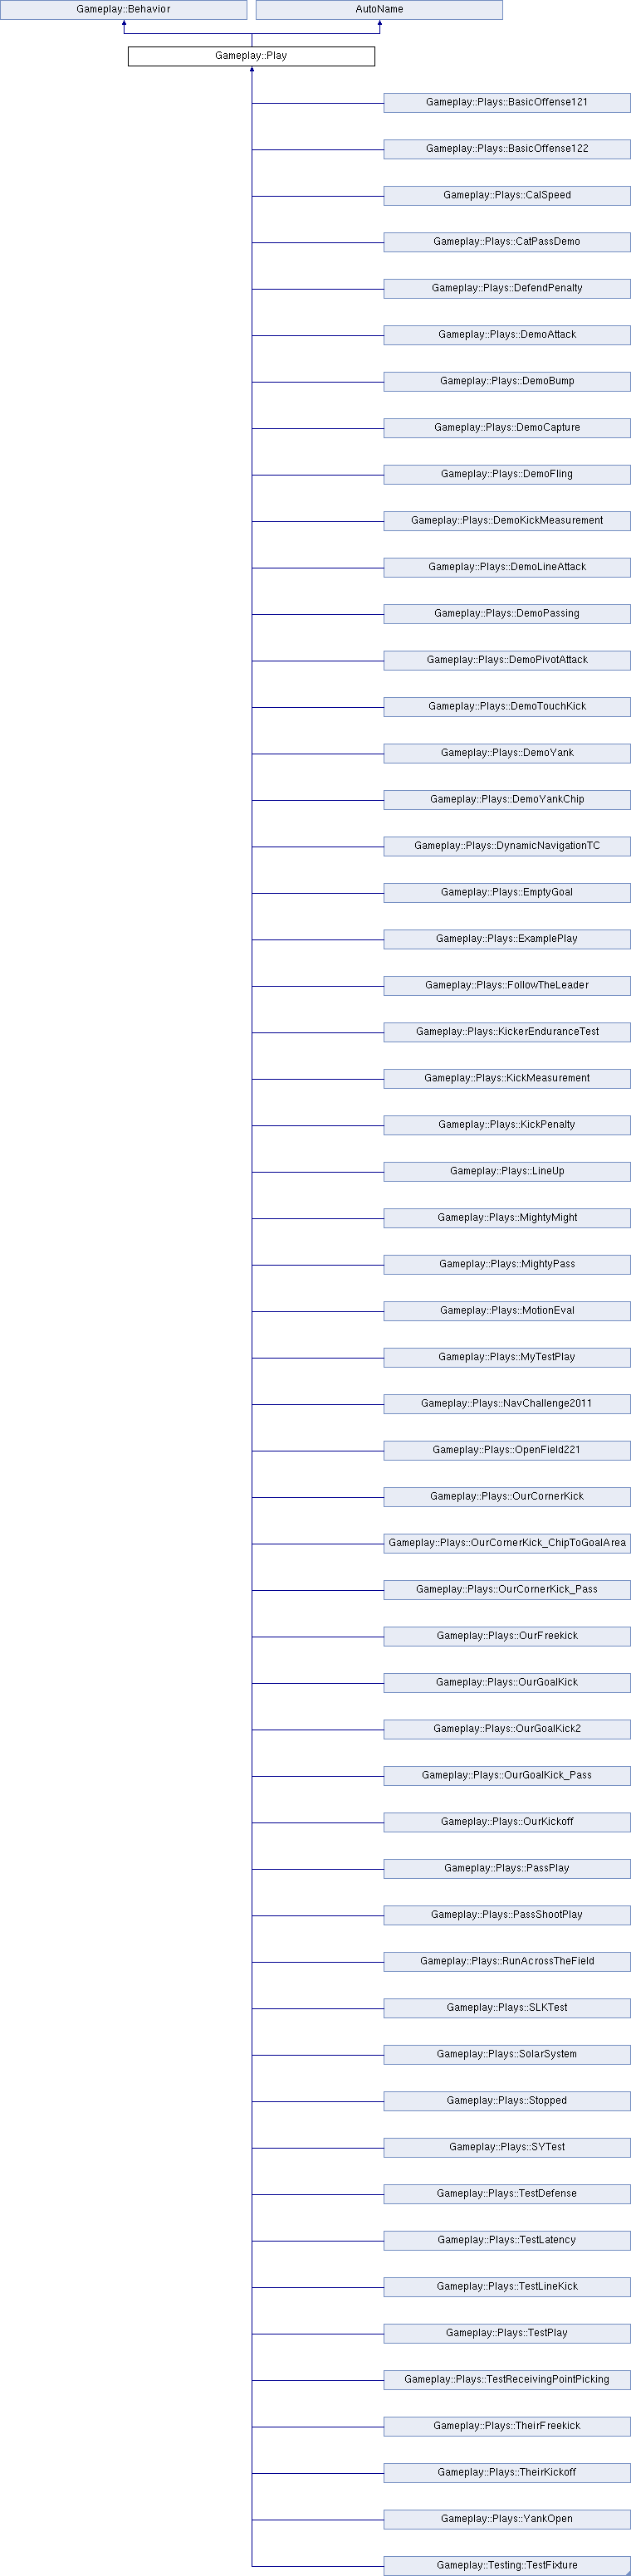 Gameplay::Behavior
AutoName
Gameplay::Play
Gameplay::Plays::BasicOffense121
Gameplay::Plays::BasicOffense122
Gameplay::Plays::CalSpeed
Gameplay::Plays::CatPassDemo
Gameplay::Plays::DefendPenalty
Gameplay::Plays::DemoAttack
Gameplay::Plays::DemoBump
Gameplay::Plays::DemoCapture
Gameplay::Plays::DemoFling
Gameplay::Plays::DemoKickMeasurement
Gameplay::Plays::DemoLineAttack
Gameplay::Plays::DemoPassing
Gameplay::Plays::DemoPivotAttack
Gameplay::Plays::DemoTouchKick
Gameplay::Plays::DemoYank
Gameplay::Plays::DemoYankChip
Gameplay::Plays::DynamicNavigationTC
Gameplay::Plays::EmptyGoal
Gameplay::Plays::ExamplePlay
Gameplay::Plays::FollowTheLeader
Gameplay::Plays::KickerEnduranceTest
Gameplay::Plays::KickMeasurement
Gameplay::Plays::KickPenalty
Gameplay::Plays::LineUp
Gameplay::Plays::MightyMight
Gameplay::Plays::MightyPass
Gameplay::Plays::MotionEval
Gameplay::Plays::MyTestPlay
Gameplay::Plays::NavChallenge2011
Gameplay::Plays::OpenField221
Gameplay::Plays::OurCornerKick
Gameplay::Plays::OurCornerKick_ChipToGoalArea
Gameplay::Plays::OurCornerKick_Pass
Gameplay::Plays::OurFreekick
Gameplay::Plays::OurGoalKick
Gameplay::Plays::OurGoalKick2
Gameplay::Plays::OurGoalKick_Pass
Gameplay::Plays::OurKickoff
Gameplay::Plays::PassPlay
Gameplay::Plays::PassShootPlay
Gameplay::Plays::RunAcrossTheField
Gameplay::Plays::SLKTest
Gameplay::Plays::SolarSystem
Gameplay::Plays::Stopped
Gameplay::Plays::SYTest
Gameplay::Plays::TestDefense
Gameplay::Plays::TestLatency
Gameplay::Plays::TestLineKick
Gameplay::Plays::TestPlay
Gameplay::Plays::TestReceivingPointPicking
Gameplay::Plays::TheirFreekick
Gameplay::Plays::TheirKickoff
Gameplay::Plays::YankOpen
Gameplay::Testing::TestFixture